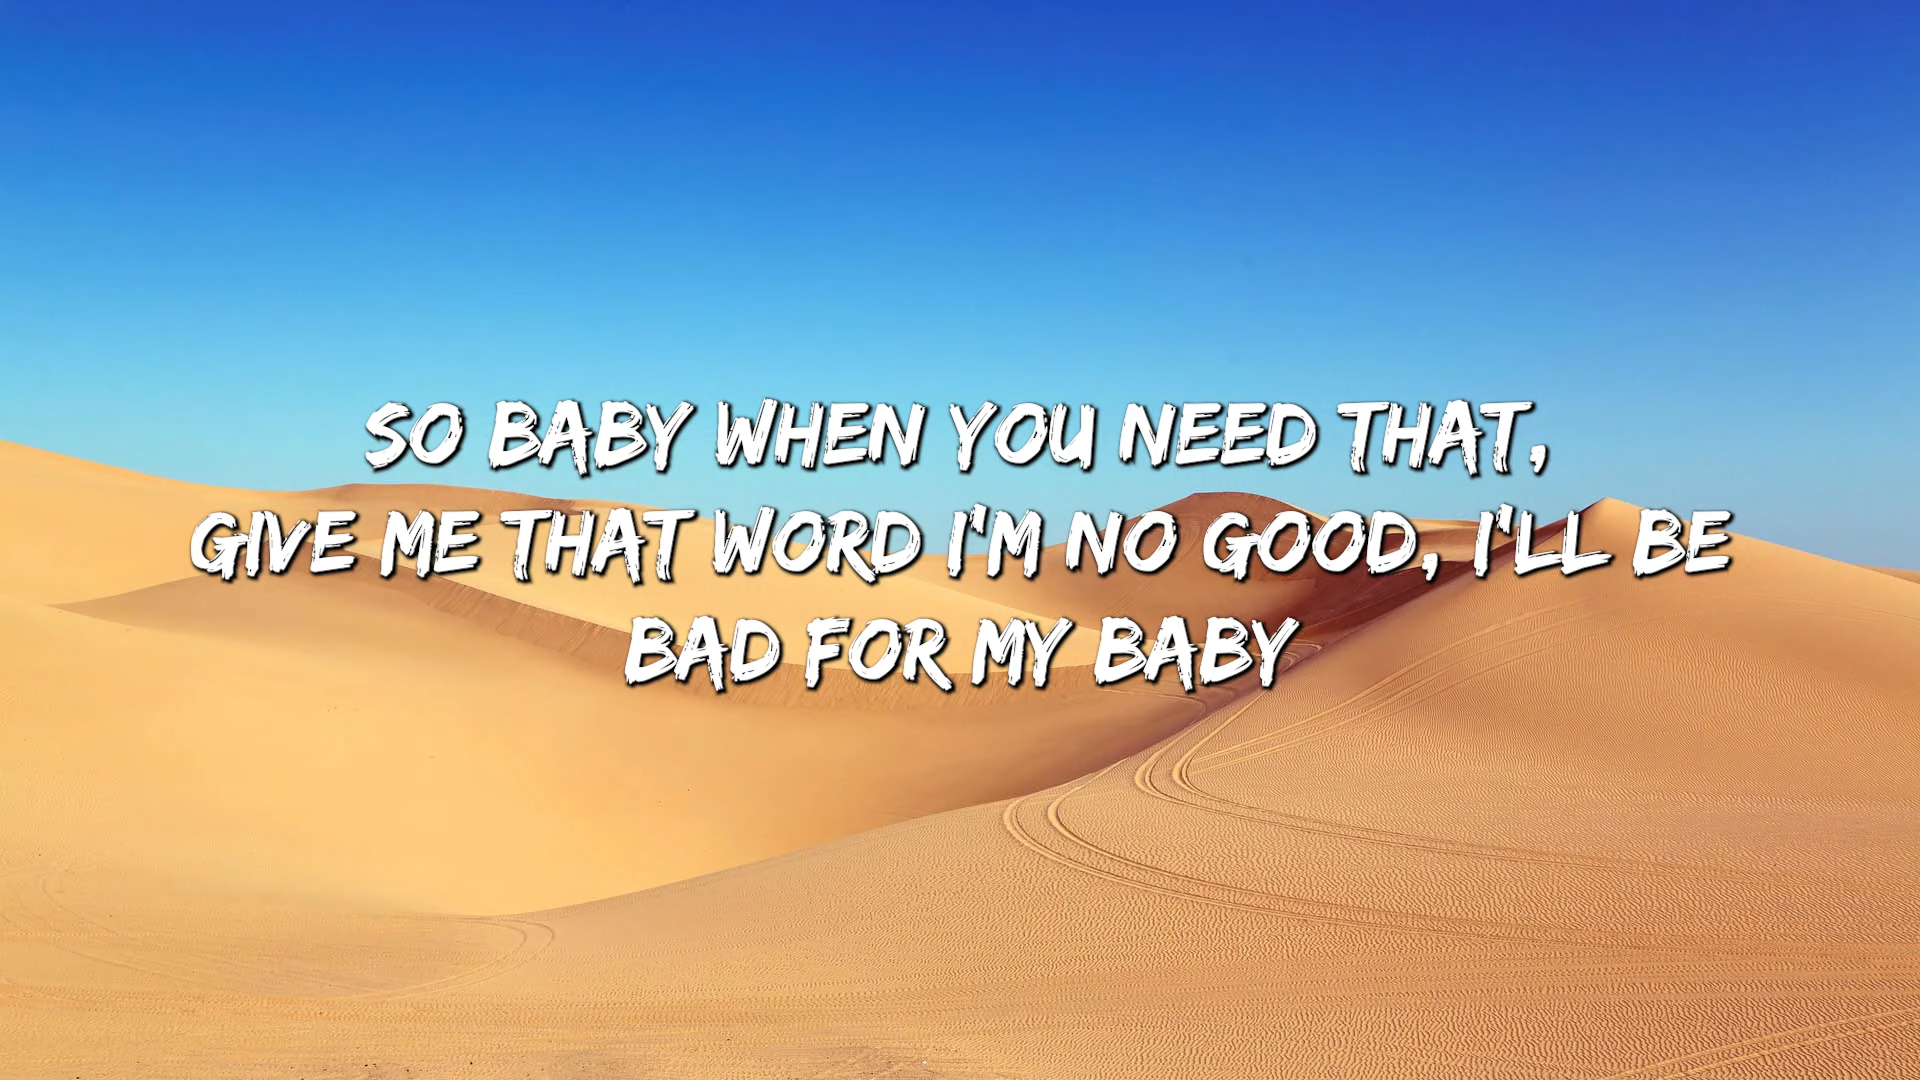 SO BABY WHEN YOU NEED THAT,
GIVE ME THAT WORD I'M NO GOOD, I'LL BE
BAD FOR MY BABY